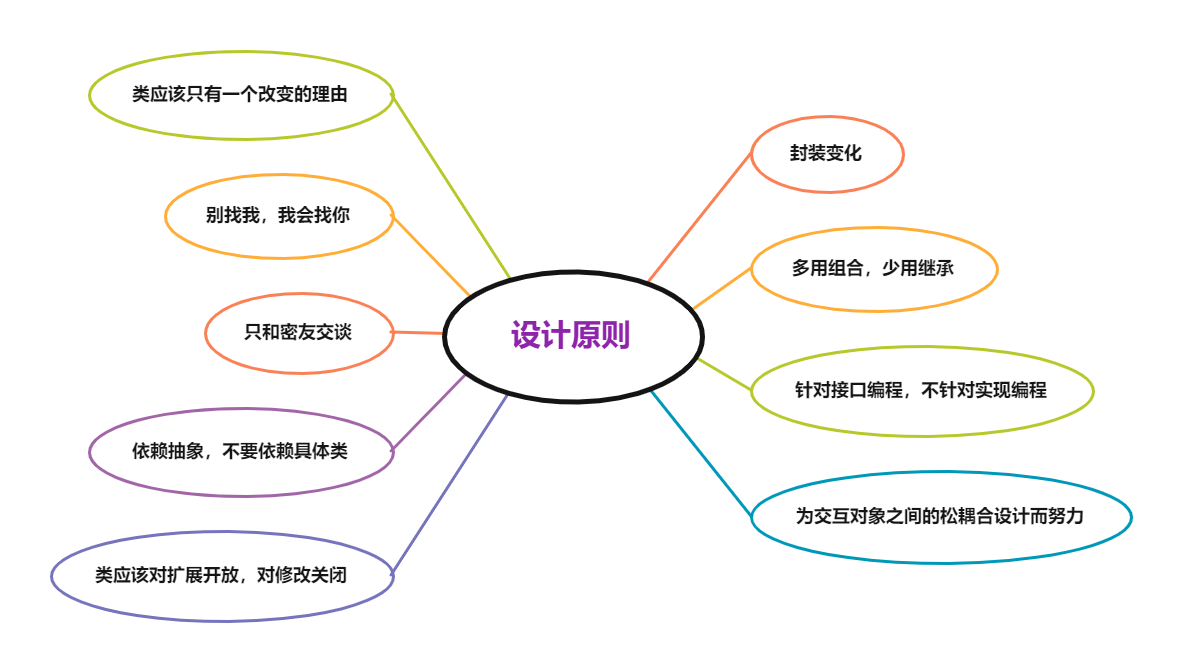 设计原则
封装变化
多用组合，少用继承
针对接口编程，不针对实现编程
为交互对象之间的松耦合设计而努力
类应该对扩展开放，对修改关闭
依赖抽象，不要依赖具体类
只和密友交谈
别找我，我会找你
类应该只有一个改变的理由